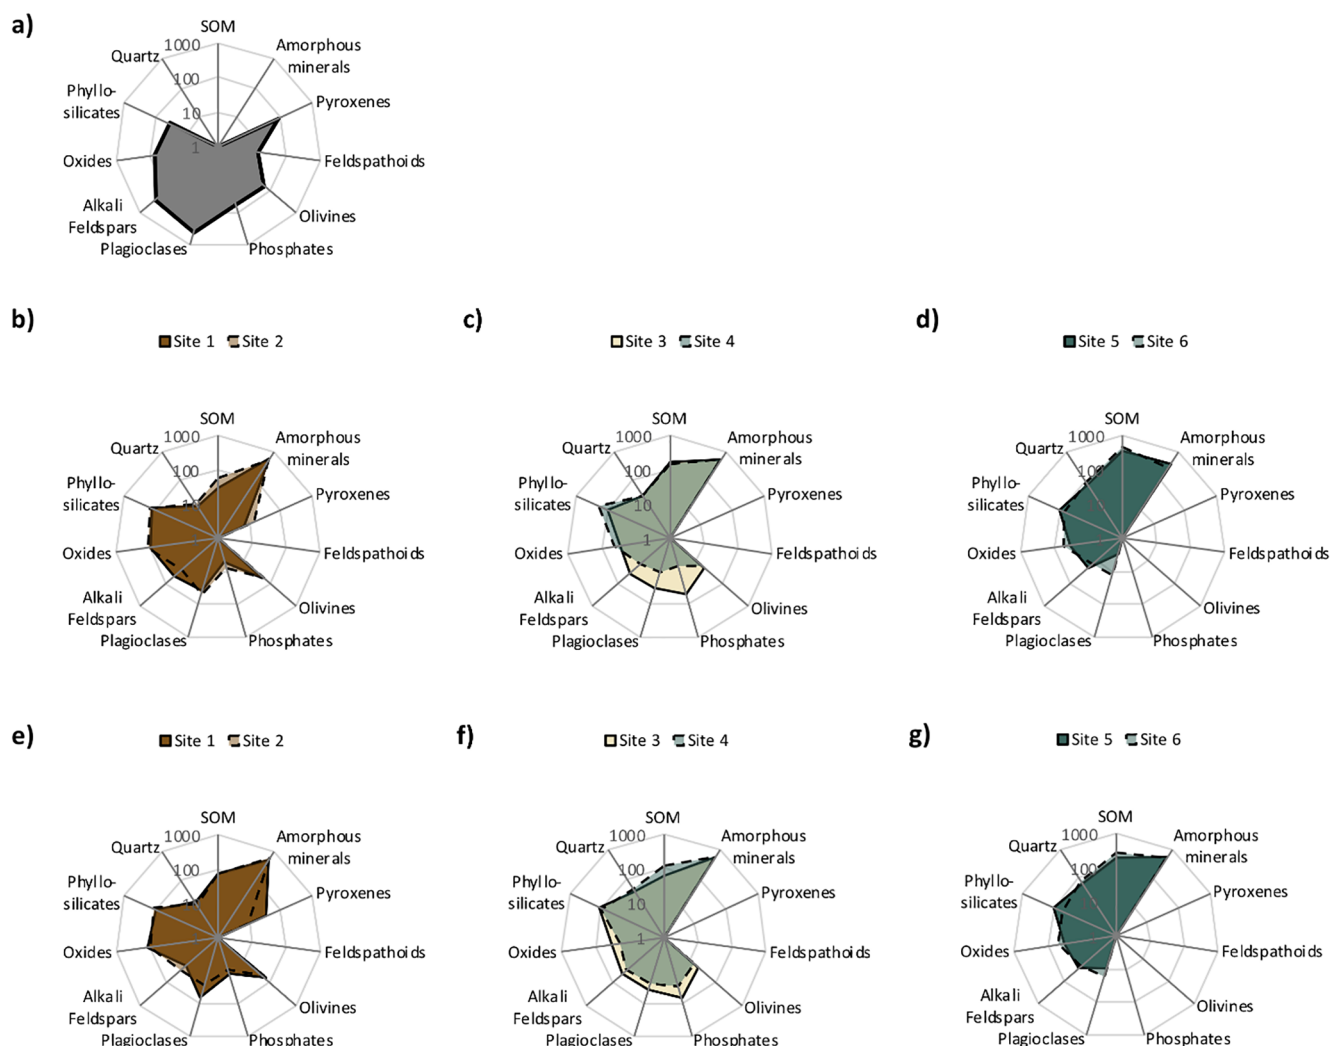 a)
SOM
1000
Quartz
Amorphous
minerals
100
Phyllo-
silicates
Pyroxenes
10
1
Oxides
Feldspathoids
Alkali
Feldspars
Olivines
Plagioclases
Phosphates
b)
Site 1 Site 2
SOM
1000
Quartz
Amorphous
minerals
100
Phyllo-
silicates
Pyroxenes
10
1
Oxides
Feldspathoids
Alkali
Feldspars
Olivines
Plagioclases
Phosphates
c)
Site 3 Site 4
SOM
1000
Quartz
Amorphous
minerals
100
Phyllo-
silicates
Pyroxenes
10
1
Oxides
Feldspathoids
Alkali
Feldspars
Olivines
Plagioclases
Phosphates
d)
Site 5 Site 6
SOM
1000
Quartz
Amorphous
minerals
100
Phyllo-
silicates
Pyroxenes
Oxides
Feldspathoids
Alkali
Feldspars
Olivines
Plagioclases
Phosphates
e)
Site 1 Site 2
SOM
1000
Quartz
Amorphous
minerals
100
Phyllo-
silicates
Pyroxenes
Oxides
Feldspathoids
Alkali
Feldspars
Olivines
Plagioclases
Phosphates
f)
Site 3 Site 4
SOM
1000
Quartz
Amorphous
minerals
100
Phyllo-
silicates
Pyroxenes
10
1
Oxides
Feldspathoids
Alkali
Feldspars
Olivines
Plagioclases
Phosphates
g)
Site 5 Site 6
SOM
1000
Quartz
Amorphous
minerals
100
Phyllo-
silicates
Pyroxenes
Oxides
Feldspathoids
Alkali
Feldspars
Olivines
Plagioclases
Phosphates